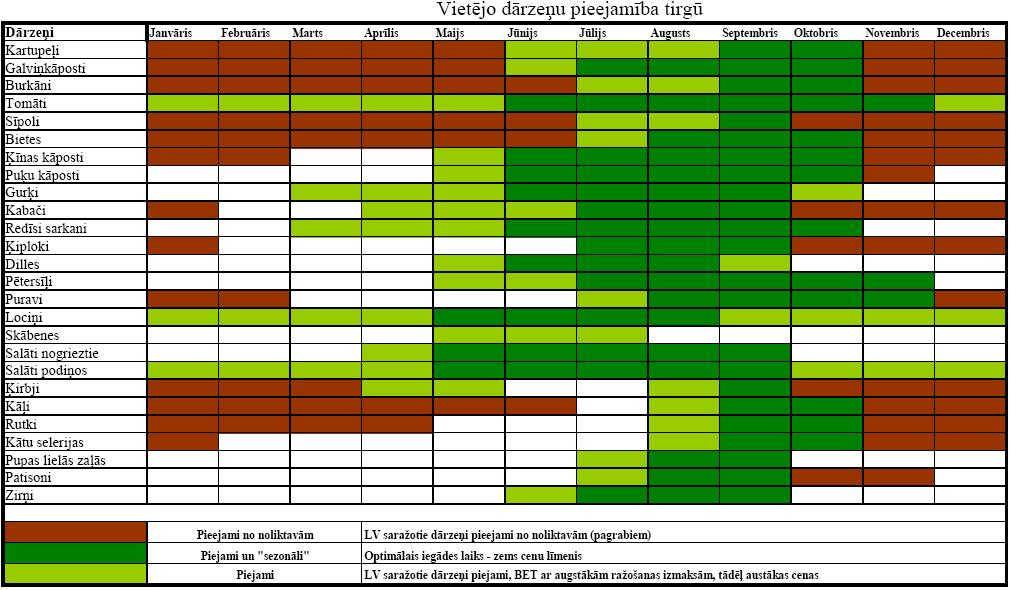 Vietējo dārzeņu pieejamība tirgū
Dārzeņi Janvāris Februāris Marts Aprīlis Maijs Jūnijs Jūlijs Augusts Septembris Oktobris Novembris Decembris
Kartupeļi
Galviņkāposti
Burkāni
Tomāti
Sīpoli
Bietes
Ķīnas kāposti
Puķu kāposti
Gurķi
Kabači
Redīsi sarkani
Ķiploki
Dilles
Pētersīļi
Puravi
Lociņi
Skābenes
Salāti nogrieztie
Salāti podiņos
Ķirbji
Kāļi
Rutki
Kātu selerijas
Pupas lielās zaļās
Patisoni
Zirņi
Pieejami no noliktavām LV saražotie dārzeņi pieejami no noliktavām (pagrabiem)
Piejami un "sezonāli" Optimālais iegādes laiks - zems cenu līmenis
Piejami LV saražotie dārzeņi piejami, BET ar augstākām ražošanas izmaksām, tādēļ austākas cenas